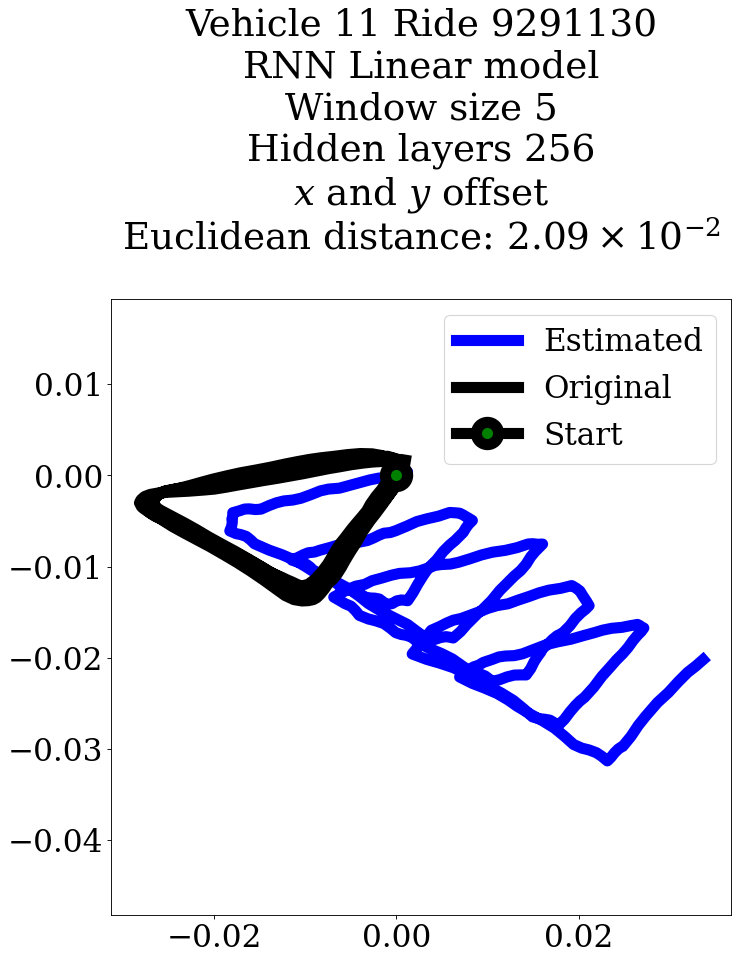 Vehicle 11 Ride 9291130
RNN Linear model
Window size 5
Hidden layers 256
x and y offset
Euclidean distance: 2.09 × 10⁻²
Estimated
Original
Start
0.01
0.00
−0.01
−0.02
−0.03
−0.04
−0.02 0.00 0.02